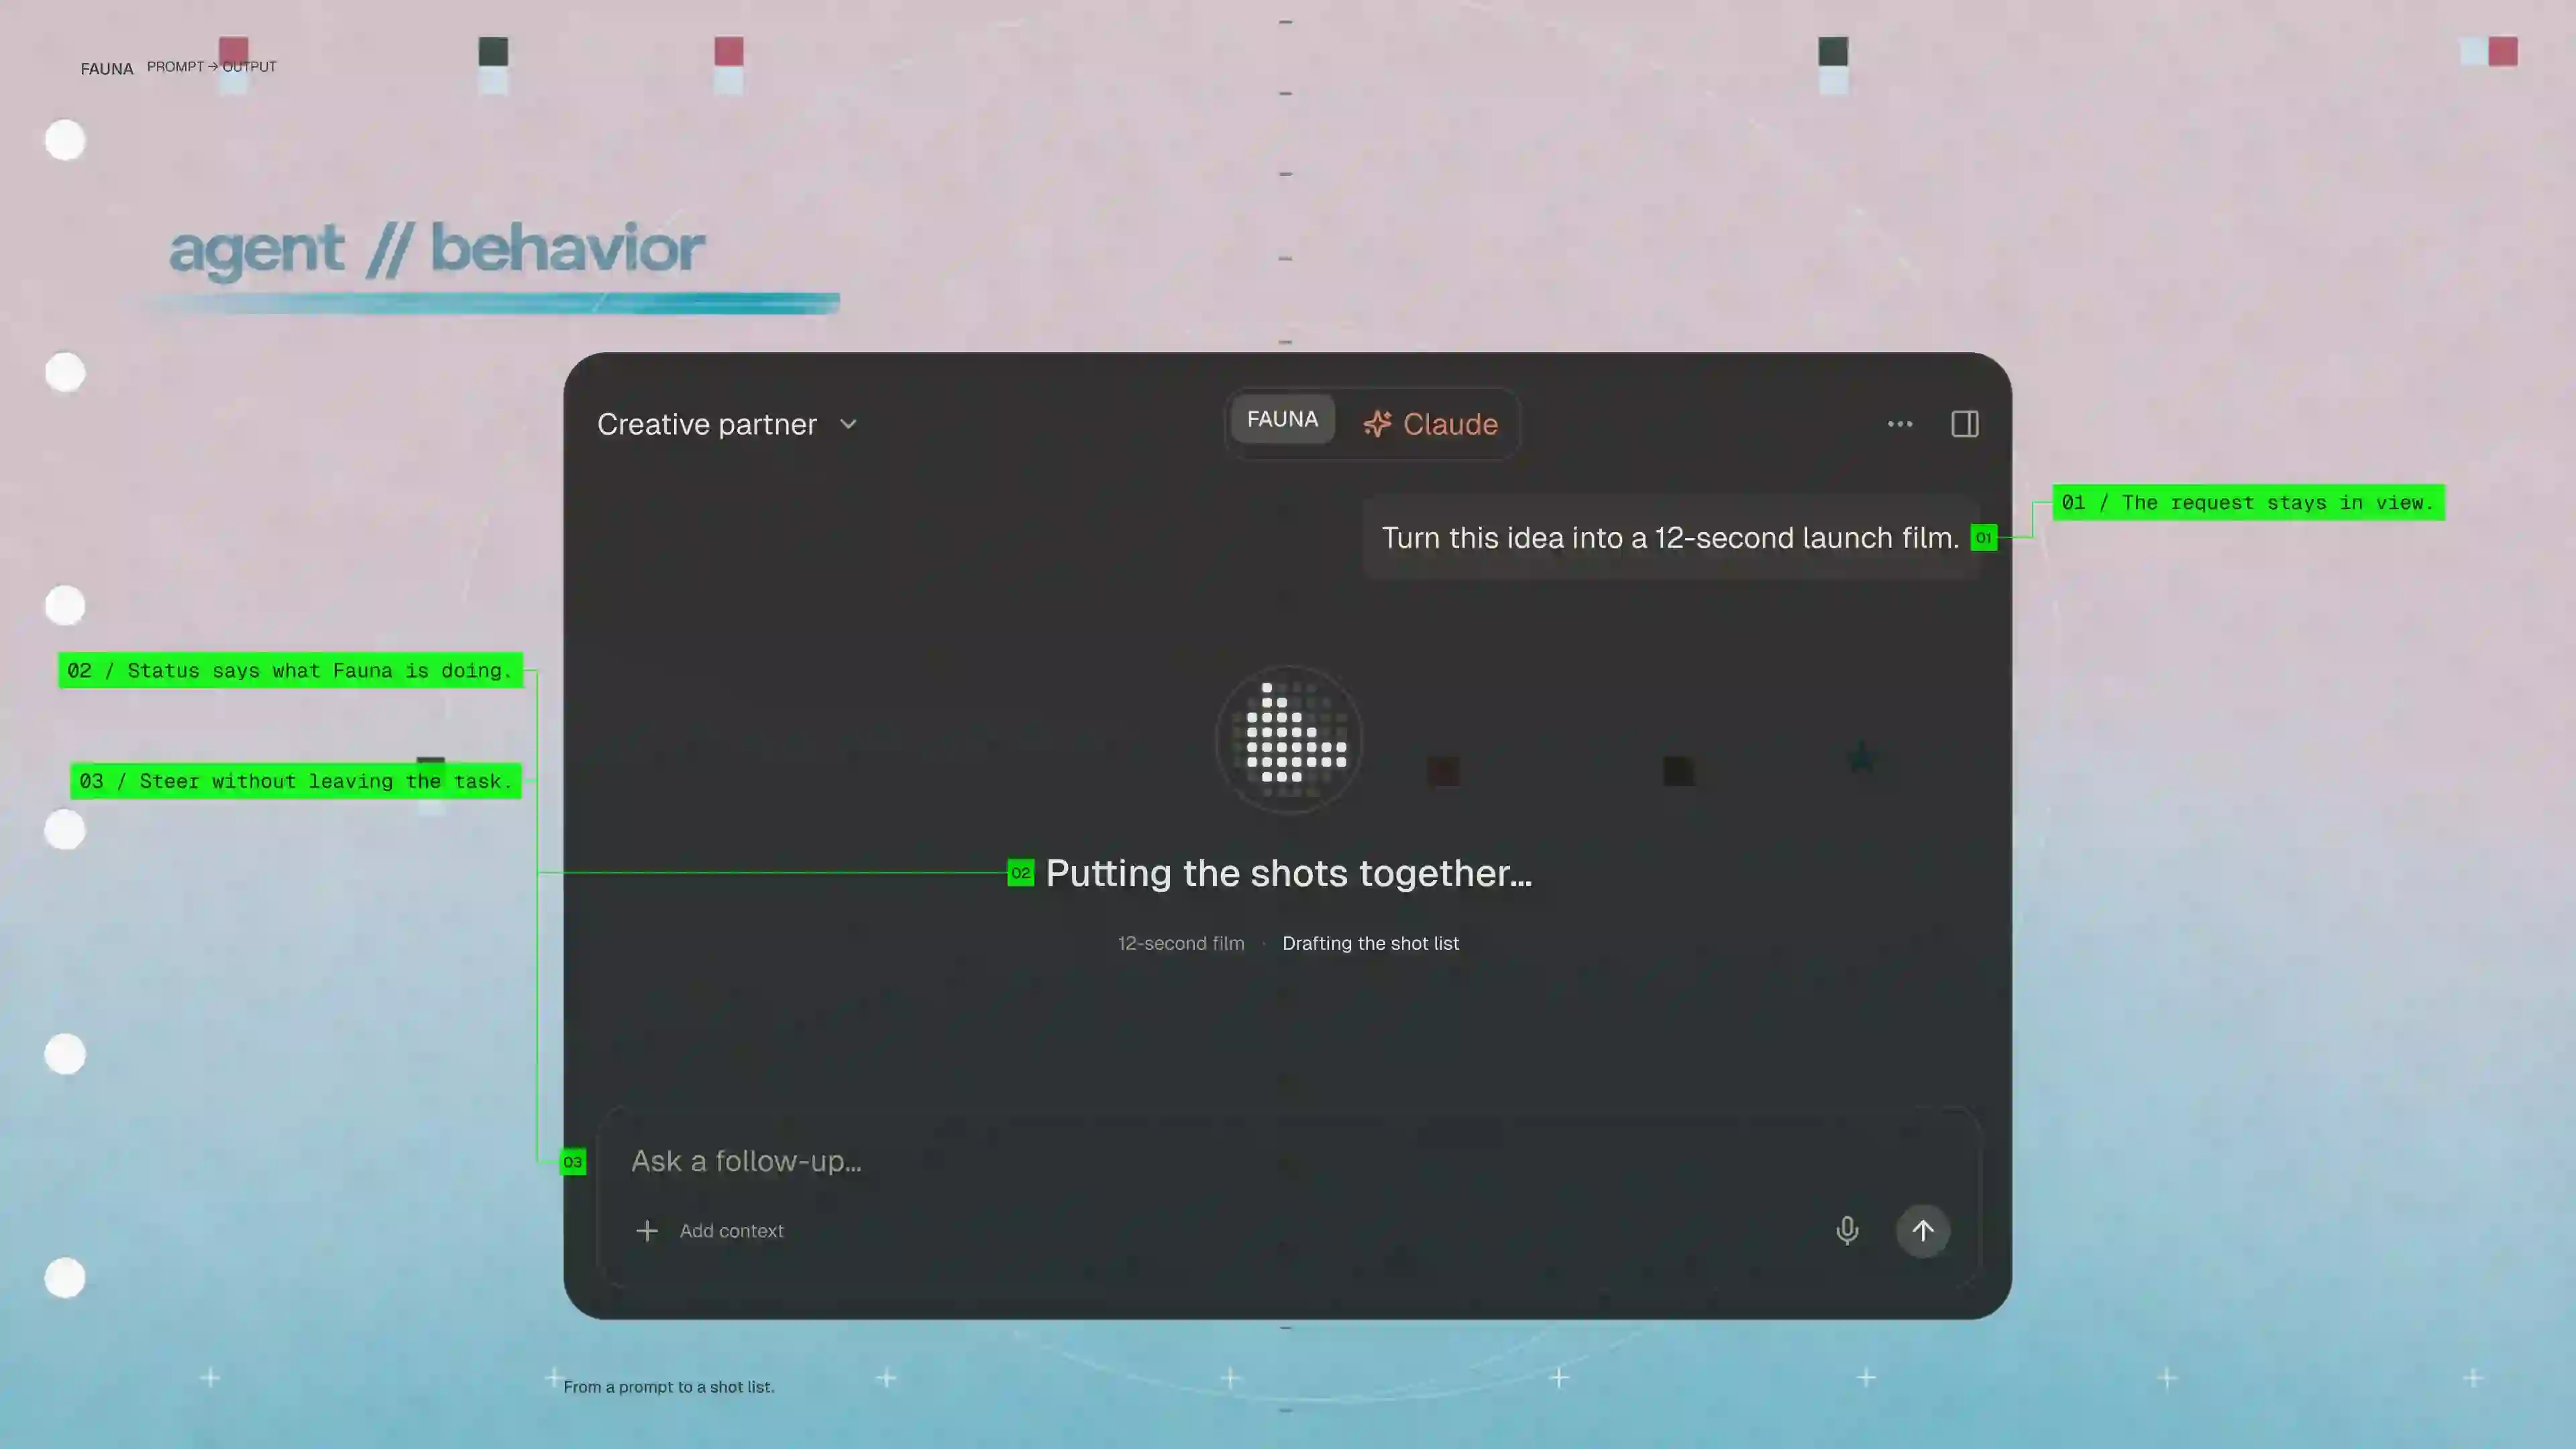 FAUNA PROMPT → OUTPUT
agent // behavior
Creative partner
FAUNA
Claude
01 / The request stays in view.
Turn this idea into a 12-second launch film.
01
02 / Status says what Fauna is doing.
03 / Steer without leaving the task.
02
Putting the shots together...
12-second film · Drafting the shot list
03
Ask a follow-up...
Add context
From a prompt to a shot list.